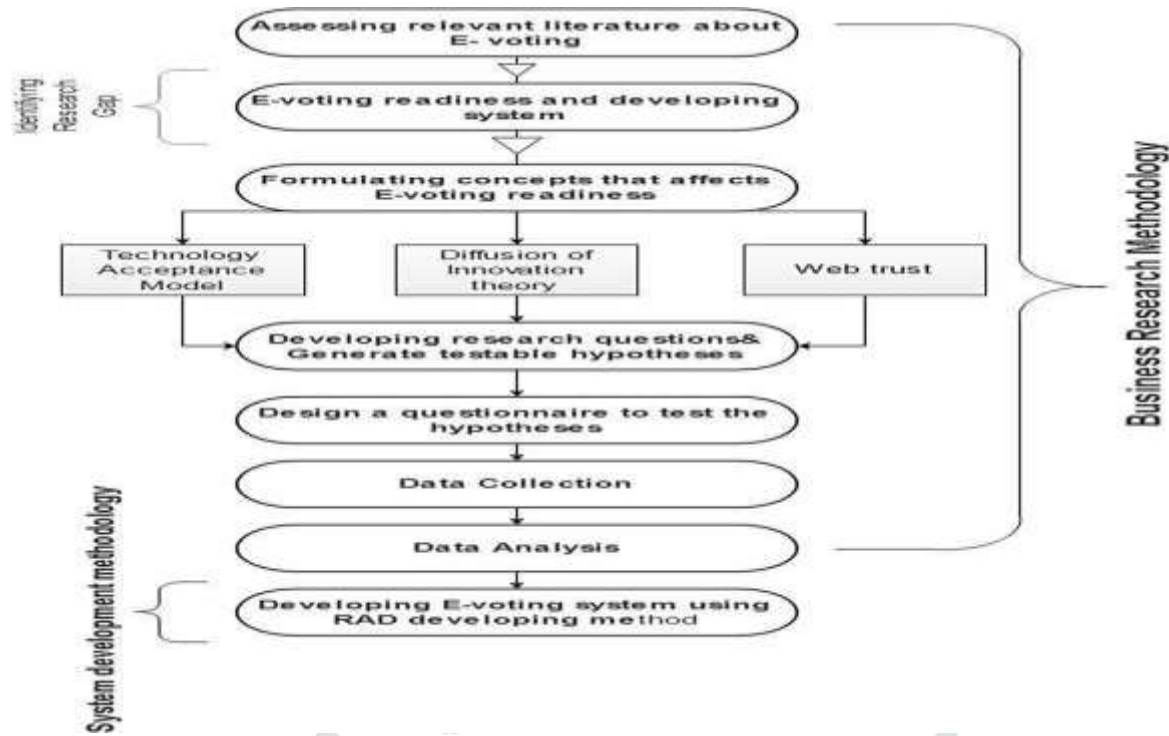 Assessing relevant literature about
E- voting
Identifying
Research
Gap
E-voting readiness and developing
system
Formulating concepts that affects
E-voting readiness
Technology
Acceptance
Model
Diffusion of
Innovation
theory
Web trust
Developing research questions&
Generate testable hypotheses
Design a questionnaire to test the
hypotheses
Data Collection
Data Analysis
Developing E-voting system using
RAD developing method
Business Research Methodology
System development methodology